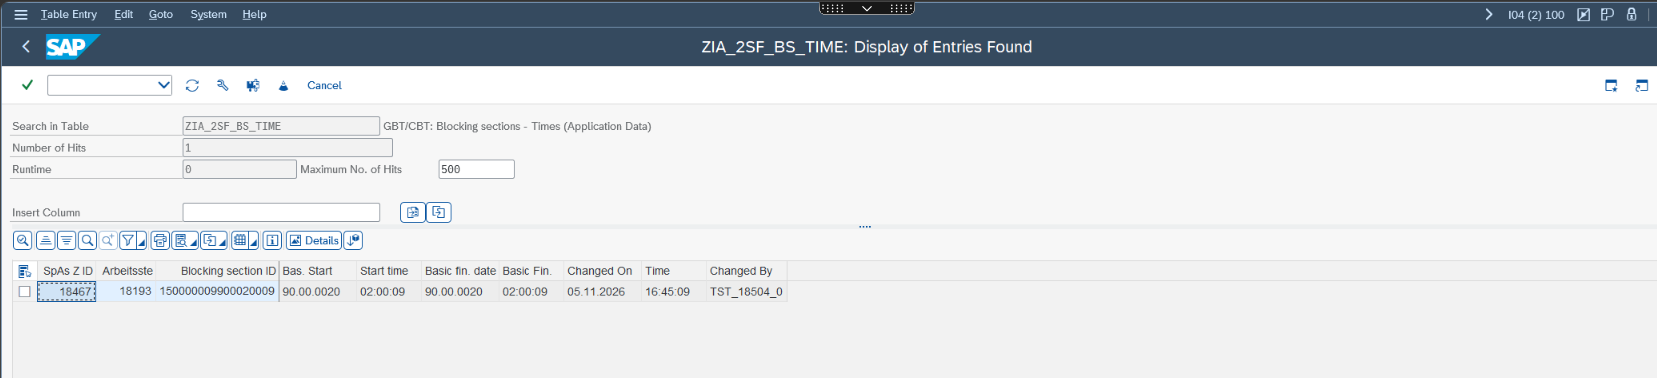 Table Entry Edit Goto System Help I04 (2) 100
SAP ZIA_2SF_BS_TIME: Display of Entries Found
Cancel
Search in Table ZIA_2SF_BS_TIME GBT/CBT: Blocking sections - Times (Application Data)
Number of Hits 1
Runtime 0 Maximum No. of Hits 500
Insert Column
Details
SpAs Z ID Arbeitsste Blocking section ID Bas. Start Start time Basic fin. date Basic Fin. Changed On Time Changed By
18467 18193 150000009900020009 90.00.0020 02:00:09 90.00.0020 02:00:09 05.11.2026 16:45:09 TST_18504_0